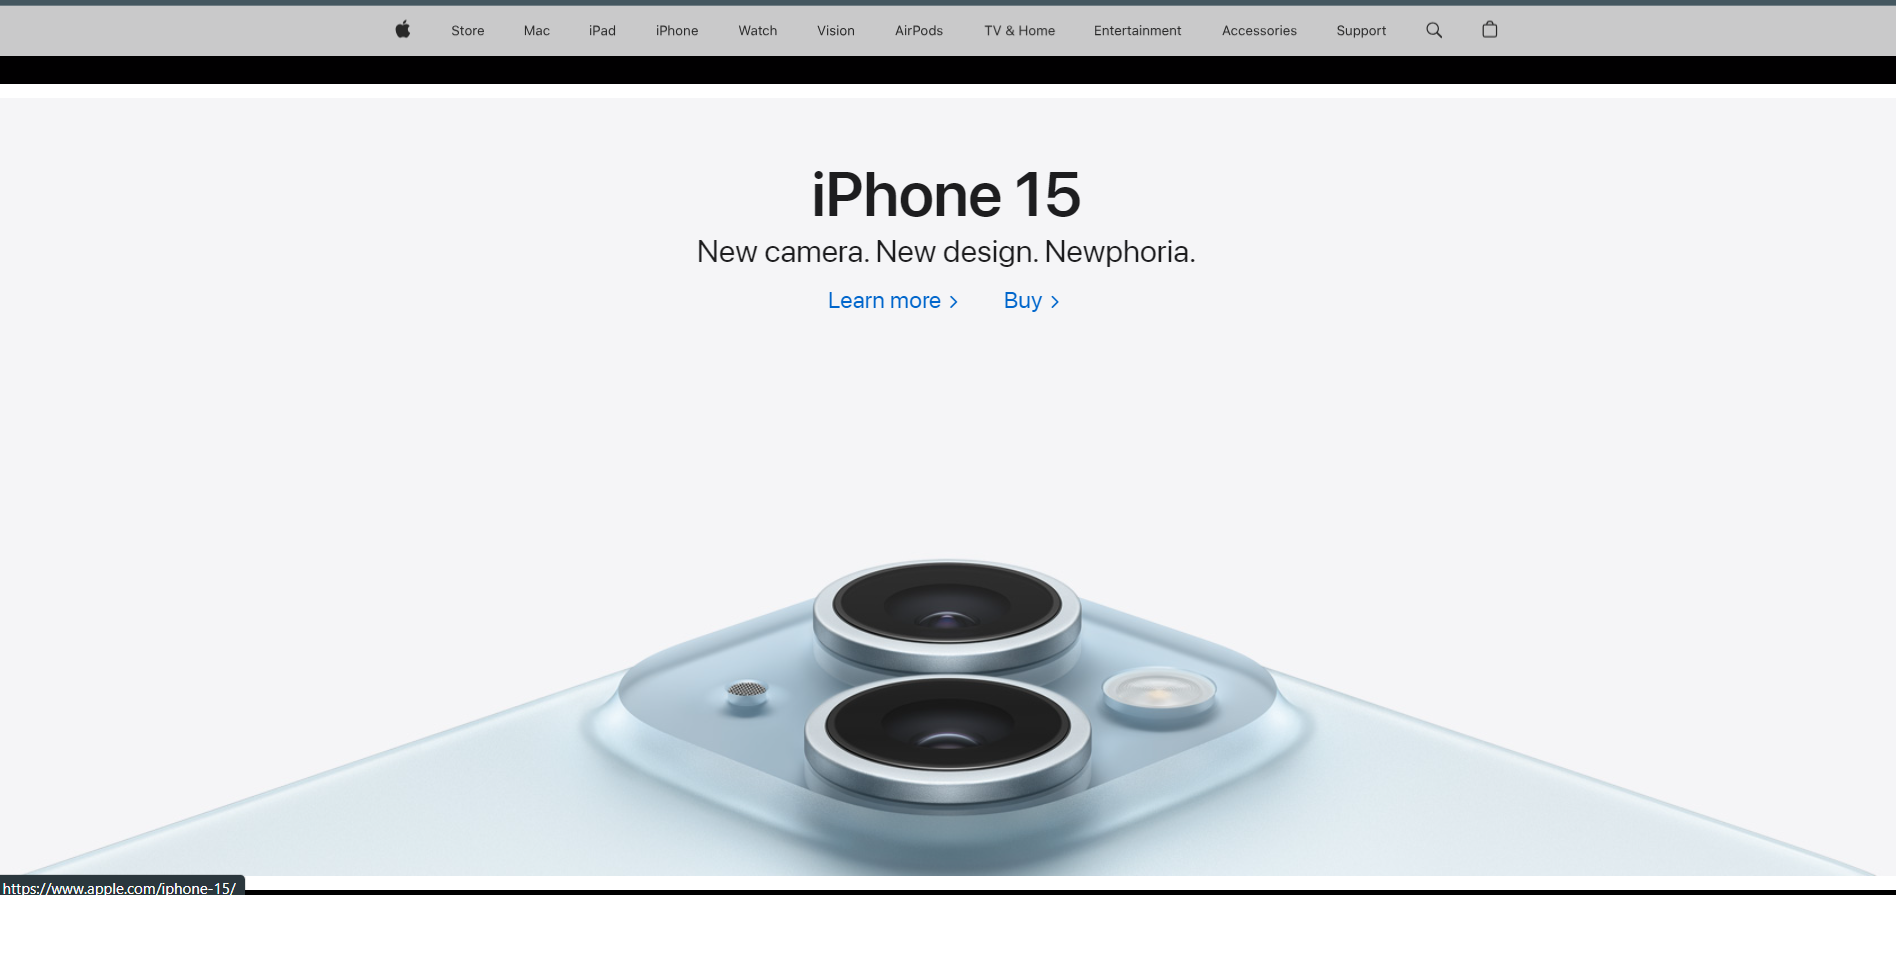 Store Mac iPad iPhone Watch Vision AirPods TV & Home Entertainment Accessories Support
iPhone 15
New camera. New design. Newphoria.
Learn more > Buy >
https://www.apple.com/iphone-15/